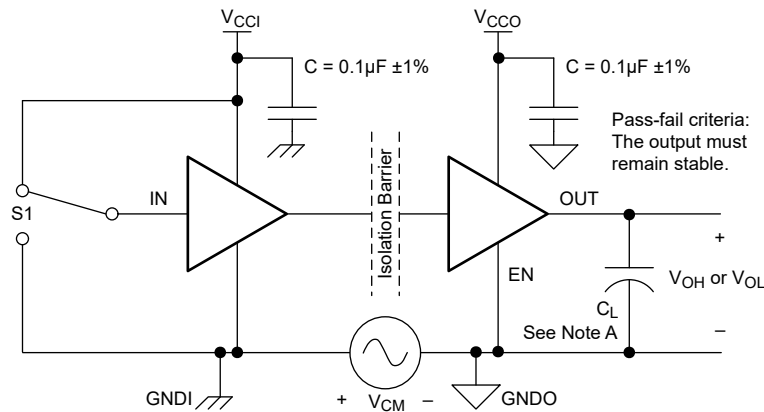 V_CCI
V_CCO
C = 0.1µF ±1%
C = 0.1µF ±1%
Pass-fail criteria:
The output must
remain stable.
Isolation Barrier
S1
IN
OUT
+
EN
V_OH or V_OL
C_L
See Note A
–
GNDI
+
V_CM
–
GNDO